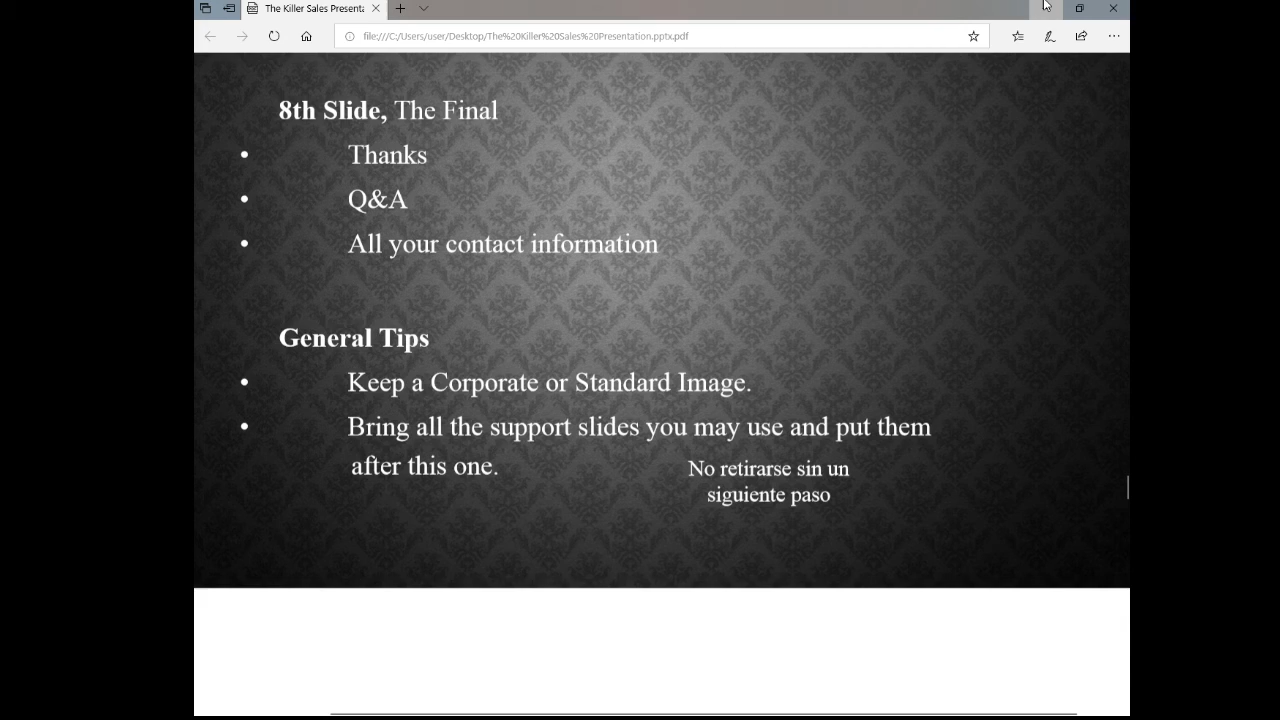 The Killer Sales Presenta
file:///C:/Users/user/Desktop/The%20Killer%20Sales%20Presentation.pptx.pdf
8th Slide, The Final
• Thanks
• Q&A
• All your contact information
General Tips
• Keep a Corporate or Standard Image.
• Bring all the support slides you may use and put them
after this one.
No retirarse sin un
siguiente paso